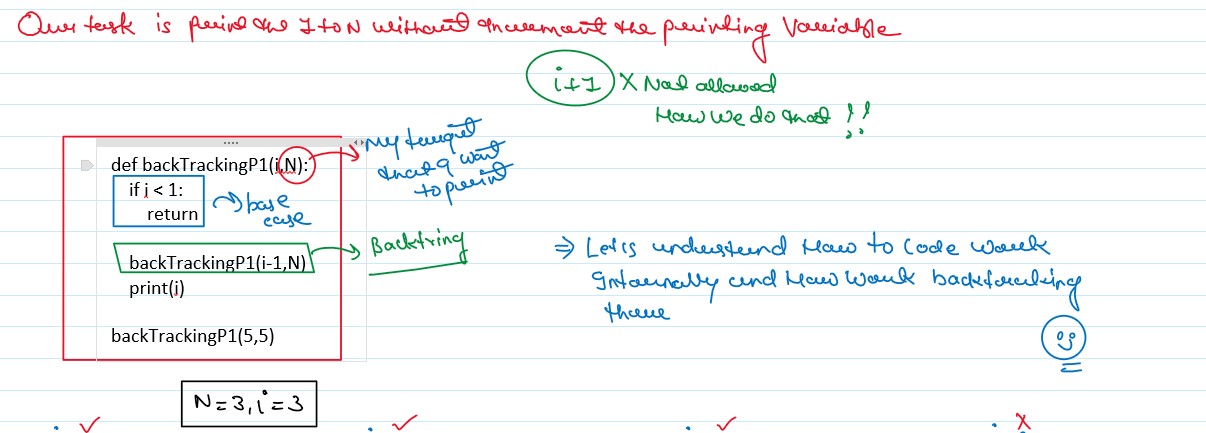 Our task is print the 1 to N without increment the printing Variable
i+1 X Not allowed
How we do that !!
def backTrackingP1(i,N):
if i < 1:
return
backTrackingP1(i-1,N)
print(i)
backTrackingP1(5,5)
My target
that I want
to print
base
case
Backtring
⇒ Let's understand How to Code work
Internally and How work backtracking
there
N=3, i=3